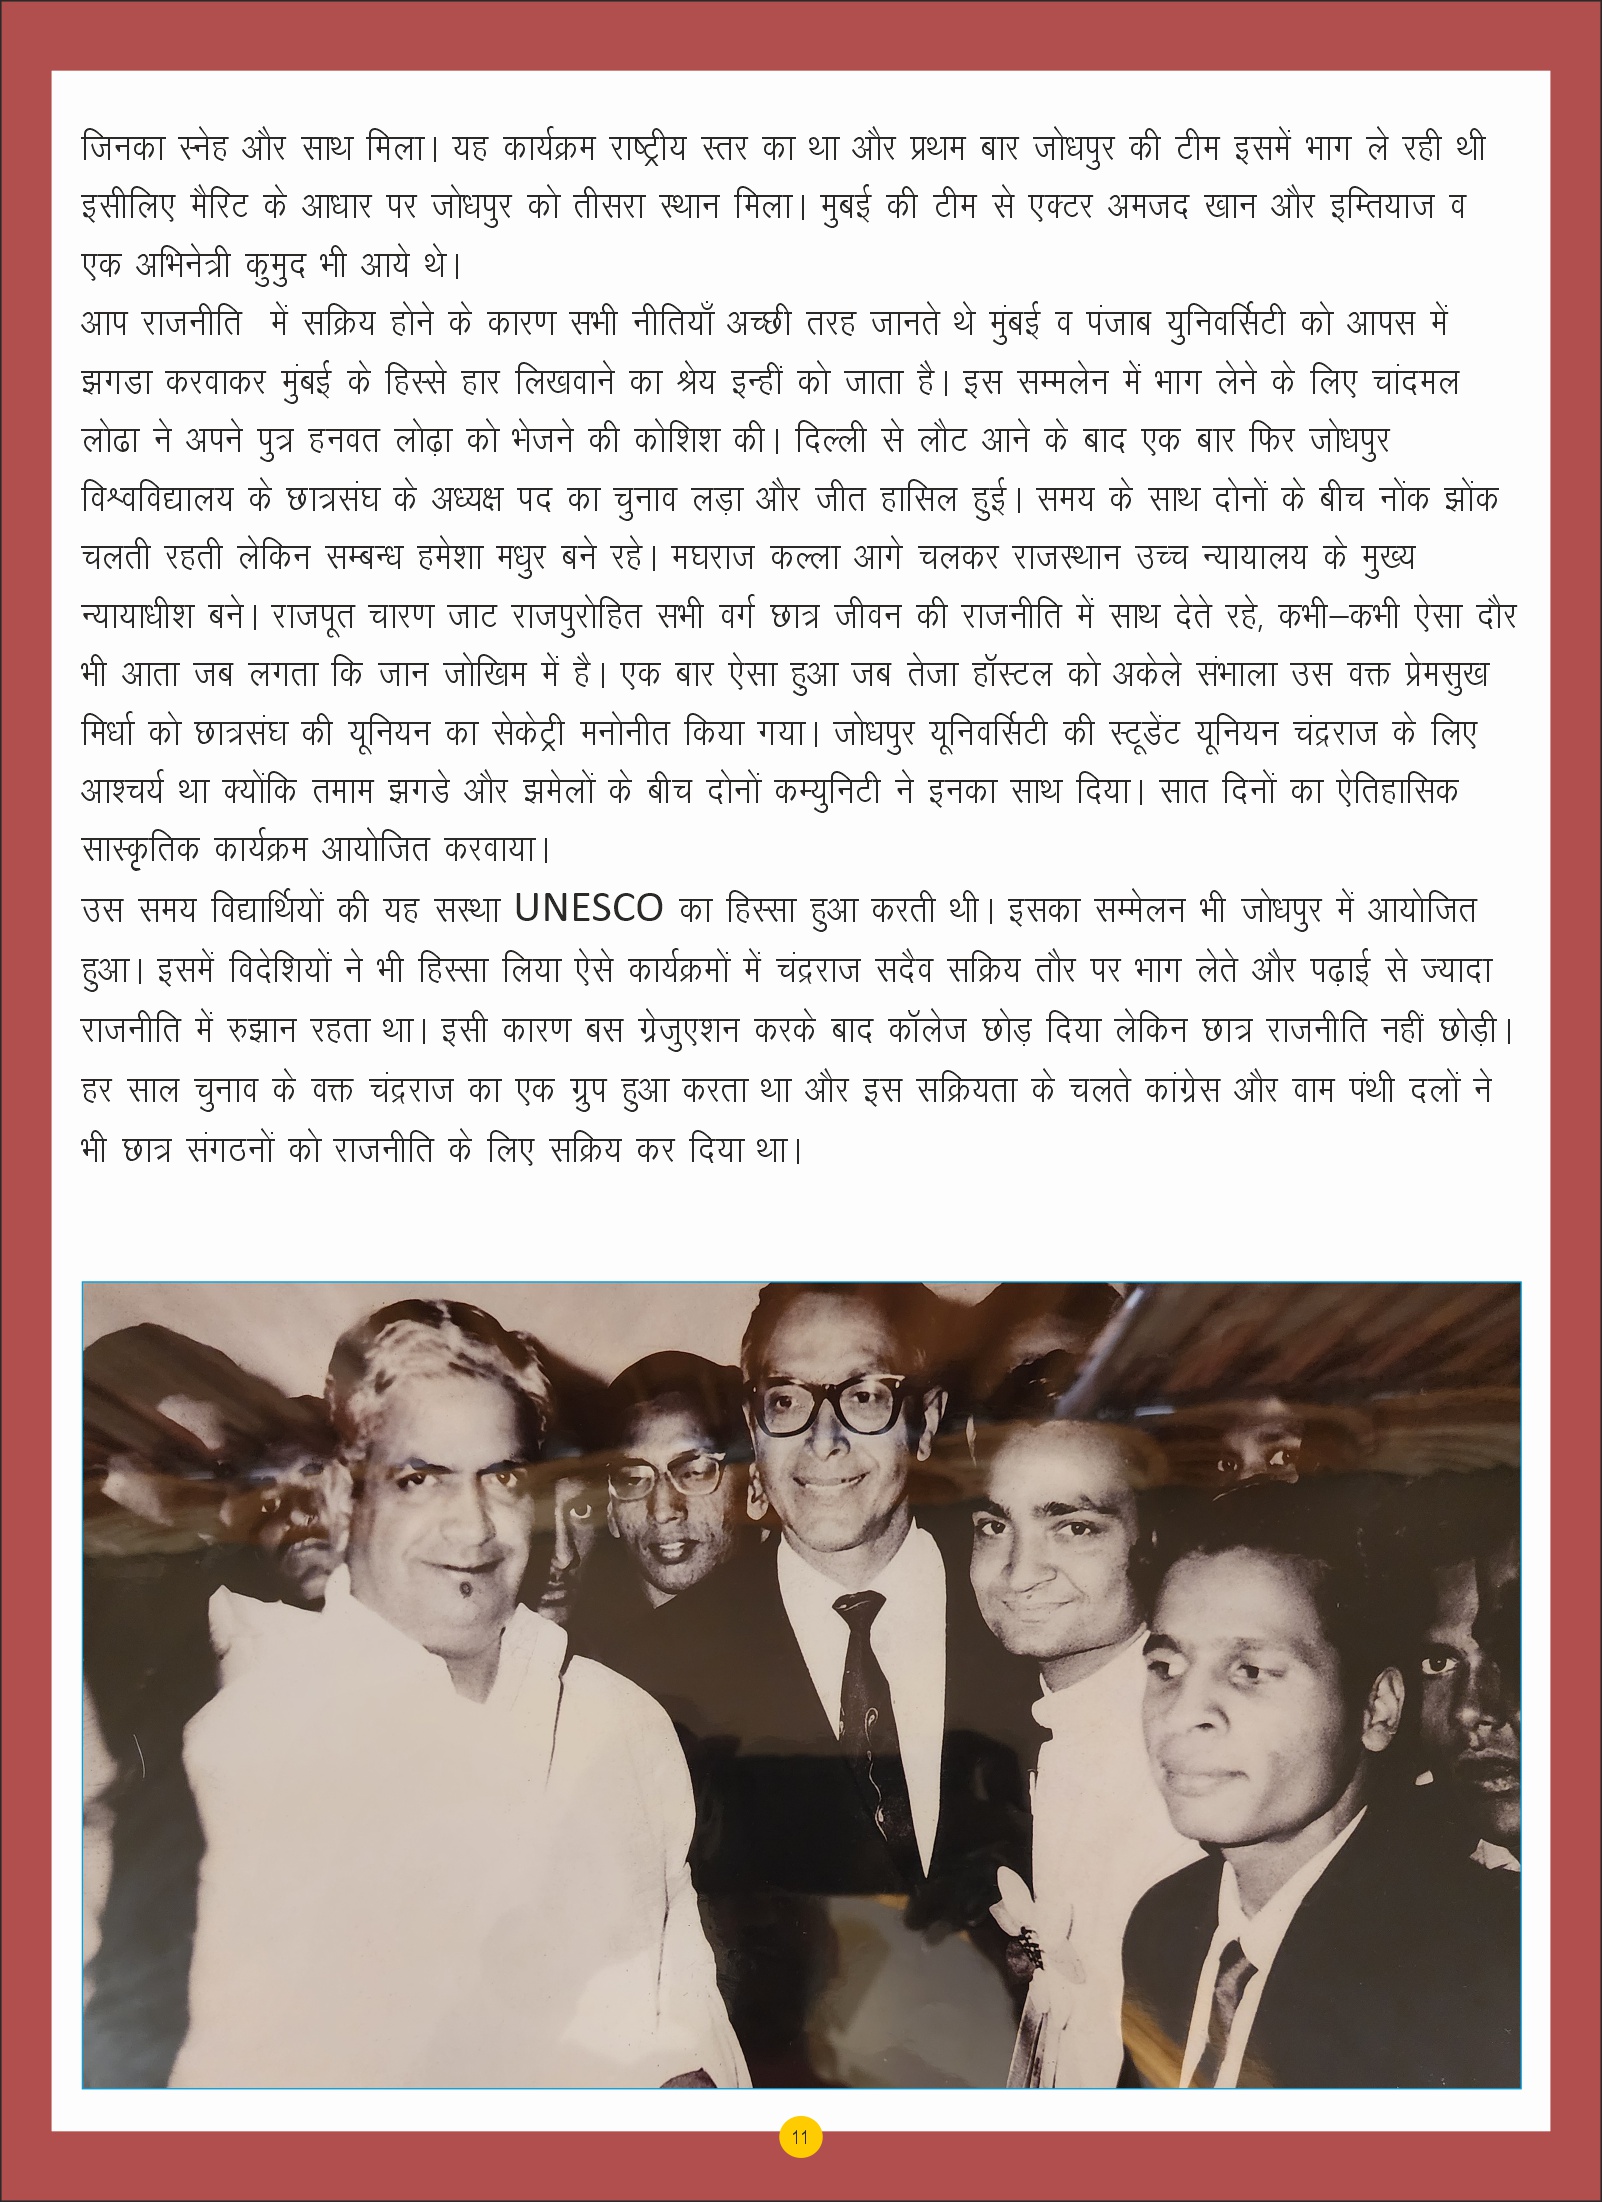 जिनका स्नेह और साथ मिला। यह कार्यक्रम राष्ट्रीय स्तर का था और प्रथम बार जोधपुर की टीम इसमें भाग ले रही थी
इसीलिए मैरिट के आधार पर जोधपुर को तीसरा स्थान मिला। मुबई की टीम से एक्टर अमजद खान और इम्तियाज व
एक अभिनेत्री कुमुद भी आये थे।
आप राजनीति में सक्रिय होने के कारण सभी नीतियाँ अच्छी तरह जानते थे मुंबई व पंजाब युनिवर्सिटी को आपस में
झगडा करवाकर मुंबई के हिस्से हार लिखवाने का श्रेय इन्हीं को जाता है। इस सम्मलेन में भाग लेने के लिए चांदमल
लोढा ने अपने पुत्र हनवत लोढ़ा को भेजने की कोशिश की। दिल्ली से लौट आने के बाद एक बार फिर जोधपुर
विश्वविद्यालय के छात्रसंघ के अध्यक्ष पद का चुनाव लड़ा और जीत हासिल हुई। समय के साथ दोनों के बीच नोंक झोंक
चलती रहती लेकिन सम्बन्ध हमेशा मधुर बने रहे। मघराज कल्ला आगे चलकर राजस्थान उच्च न्यायालय के मुख्य
न्यायाधीश बने। राजपूत चारण जाट राजपुरोहित सभी वर्ग छात्र जीवन की राजनीति में साथ देते रहे, कभी–कभी ऐसा दौर
भी आता जब लगता कि जान जोखिम में है। एक बार ऐसा हुआ जब तेजा हॉस्टल को अकेले संभाला उस वक्त प्रेमसुख
मिर्धा को छात्रसंघ की यूनियन का सेकेट्री मनोनीत किया गया। जोधपुर यूनिवर्सिटी की स्टूडेंट यूनियन चंद्रराज के लिए
आश्चर्य था क्योंकि तमाम झगडे और झमेलों के बीच दोनों कम्युनिटी ने इनका साथ दिया। सात दिनों का ऐतिहासिक
सास्कृतिक कार्यक्रम आयोजित करवाया।
उस समय विद्यार्थियों की यह सस्था UNESCO का हिस्सा हुआ करती थी। इसका सम्मेलन भी जोधपुर में आयोजित
हुआ। इसमें विदेशियों ने भी हिस्सा लिया ऐसे कार्यक्रमों में चंद्रराज सदैव सक्रिय तौर पर भाग लेते और पढ़ाई से ज्यादा
राजनीति में रुझान रहता था। इसी कारण बस ग्रेजुएशन करके बाद कॉलेज छोड़ दिया लेकिन छात्र राजनीति नहीं छोड़ी।
हर साल चुनाव के वक्त चंद्रराज का एक ग्रुप हुआ करता था और इस सक्रियता के चलते कांग्रेस और वाम पंथी दलों ने
भी छात्र संगठनों को राजनीति के लिए सक्रिय कर दिया था।
11